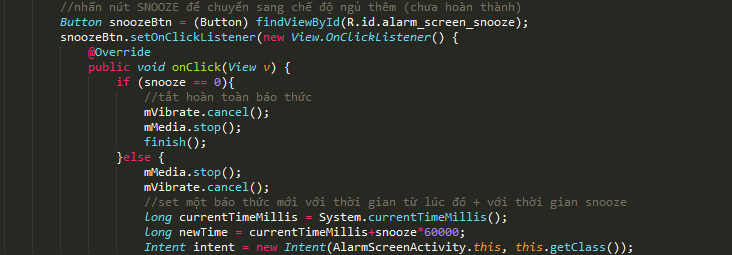 //nhấn nút SNOOZE để chuyển sang chế độ ngủ thêm (chưa hoàn thành)
Button snoozeBtn = (Button) findViewById(R.id.alarm_screen_snooze);
snoozeBtn.setOnClickListener(new View.OnClickListener() {
@Override
public void onClick(View v) {
if (snooze == 0){
//tắt hoàn toàn báo thức
mVibrate.cancel();
mMedia.stop();
finish();
}else {
mMedia.stop();
mVibrate.cancel();
//set một báo thức mới với thời gian từ lúc đó + với thời gian snooze
long currentTimeMillis = System.currentTimeMillis();
long newTime = currentTimeMillis+snooze*60000;
Intent intent = new Intent(AlarmScreenActivity.this, this.getClass());